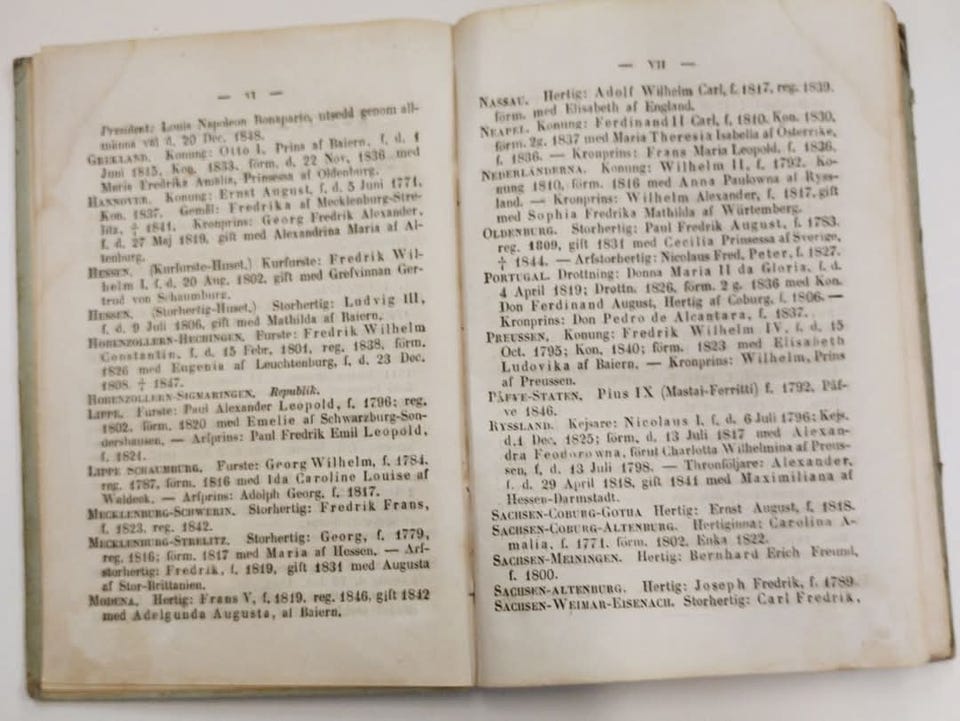 — VI —
President: Louis Napoleon Bonaparte, utsedd genom all-
männa val d. 20 Dec. 1848.
GREKLAND. Konung: Otto I, Prins af Baiern, f. d. 1
Juni 1815, Kon. 1833, förm. d. 22 Nov. 1836 med
Maria Fredrika Amalia, Prinsessa af Oldenburg.
HANNOVER. Konung: Ernst August, f. d. 5 Juni 1771,
Kon. 1837. Gemål: Fredrika af Mecklenburg-Stre-
litz, † 1841. Kronprins: Georg Fredrik Alexander,
f. d. 27 Maj 1819, gift med Alexandrina Maria af Al-
tenburg.
HESSEN. (Kurfurste-Huset.) Kurfurste: Fredrik Wil-
helm I, f. d. 20 Aug. 1802, gift med Grefvinnan Ger-
trud von Schaumburg.
HESSEN. (Storhertig-Huset.) Storhertig: Ludvig III,
f. d. 9 Juli 1806, gift med Mathilda af Baiern.
HOHENZOLLERN-HECHINGEN. Furste: Fredrik Wilhelm
Constantin, f. d. 15 Febr. 1801, reg. 1838, förm.
1826 med Eugenia af Leuchtenburg, f. d. 23 Dec.
1808 † 1847.
HOHENZOLLERN-SIGMARINGEN. Republik.
LIPPE. Furste: Paul Alexander Leopold, f. 1796; reg.
1802. förm. 1820 med Emelie af Schwarzburg-Son-
dershausen. — Arfprins: Paul Fredrik Emil Leopold,
f. 1821.
LIPPE SCHAUMBURG. Furste: Georg Wilhelm, f. 1784,
reg. 1787, förm. 1816 med Ida Caroline Louise af
Waldeck. — Arfprins: Adolph Georg, f. 1817.
MECKLENBURG-SCHWERIN. Storhertig: Fredrik Frans,
f. 1823, reg. 1842.
MECKLENBURG-STRELITZ. Storhertig: Georg, f. 1779,
reg. 1816; förm. 1817 med Maria af Hessen. — Arf-
storhertig: Fredrik, f. 1819, gift 1831 med Augusta
af Stor-Brittanien.
MODENA. Hertig: Frans V, f. 1819, reg. 1846, gift 1842
med Adelgunda Augusta, af Baiern.
— VII —
NASSAU. Hertig: Adolf Wilhelm Carl, f. 1817, reg. 1839.
förm. med Elisabeth af England.
NEAPEL. Konung: Ferdinand II Carl, f. 1810. Kon. 1830,
förm. 2g. 1837 med Maria Theresia Isabella af Österrike,
f. 1836. — Kronprins: Frans Maria Leopold, f. 1836.
NEDERLÄNDERNA. Konung: Wilhelm II, f. 1792. Ko-
nung 1840, förm. 1816 med Anna Paulowna af Ryss-
land. — Kronprins: Wilhelm Alexander, f. 1817, gift
med Sophia Fredrika Mathilda af Würtemberg.
OLDENBURG. Storhertig: Paul Fredrik August, f. 1783.
reg. 1809, gift 1831 med Cecilia Prinsessa af Sverige,
† 1844. — Arfstorhertig: Nicolaus Fred. Peter, f. 1827.
PORTUGAL. Drottning: Donna Maria II da Gloria, f. d.
4 April 1819; Drottn. 1826, förm. 2 g. 1836 med Kon.
Don Ferdinand August, Hertig af Coburg, f. 1806. —
Kronprins: Don Pedro de Alcantara, f. 1837.
PREUSSEN. Konung: Fredrik Wilhelm IV, f. d. 15
Oct. 1795; Kon. 1840; förm. 1823 med Elisabeth
Ludovika af Baiern. — Kronprins: Wilhelm, Prins
af Preussen.
PÅFVE-STATEN. Pius IX (Mastai-Ferritti) f. 1792. Påf-
ve 1846.
RYSSLAND. Kejsare: Nicolaus I, f. d. 6 Juli 1796; Kejs.
d. 1 Dec. 1825; förm. d. 13 Juli 1817 med Alexan-
dra Feodorowna, förut Charlotta Wilhelmina af Preus-
sen, f. d. 13 Juli 1798. — Thronföljare: Alexander,
f. d. 29 April 1818, gift 1841 med Maximiliana af
Hessen-Darmstadt.
SACHSEN-COBURG-GOTHA Hertig: Ernst August, f. 1818.
SACHSEN-COBURG-ALTENBURG. Hertiginna: Carolina A-
malia, f. 1771. förm. 1802. Enka 1822.
SACHSEN-MEININGEN. Hertig: Bernhard Erich Freund,
f. 1800.
SACHSEN-ALTENBURG. Hertig: Joseph Fredrik, f. 1789.
SACHSEN-WEIMAR-EISENACH. Storhertig: Carl Fredrik,